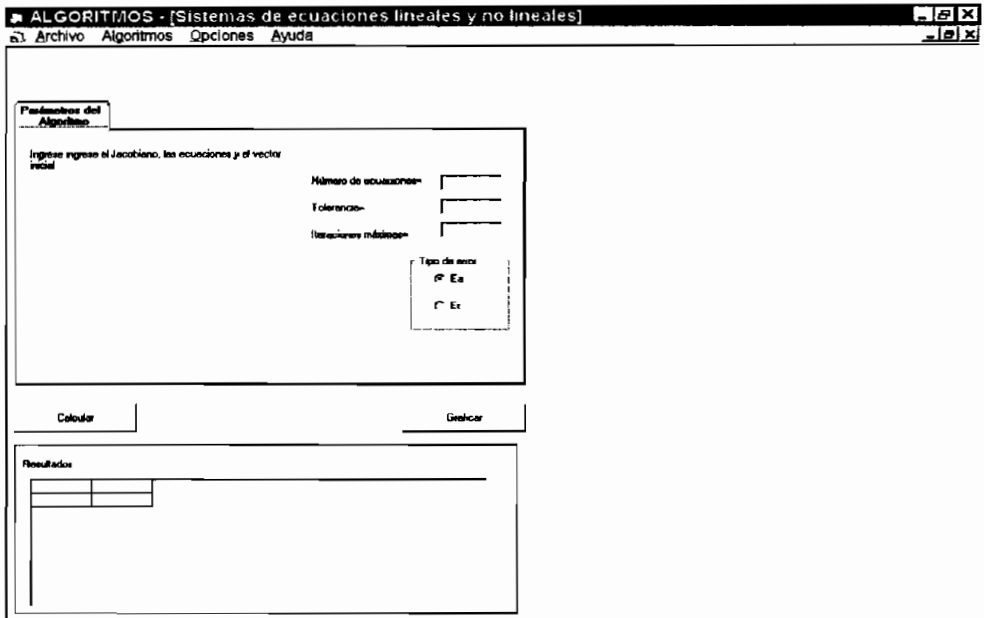 ALGORITMOS - [Sistemas de ecuaciones lineales y no lineales]
Archivo Algoritmos Opciones Ayuda
Parámetros del
Algoritmo
Ingrese ingrese el Jacobiano, las ecuaciones y el vector
inicial
Número de ecuaciones=
Tolerancia=
Iteraciones máximas=
Tipo de error
Ea
Er
Calcular
Graficar
Resultados